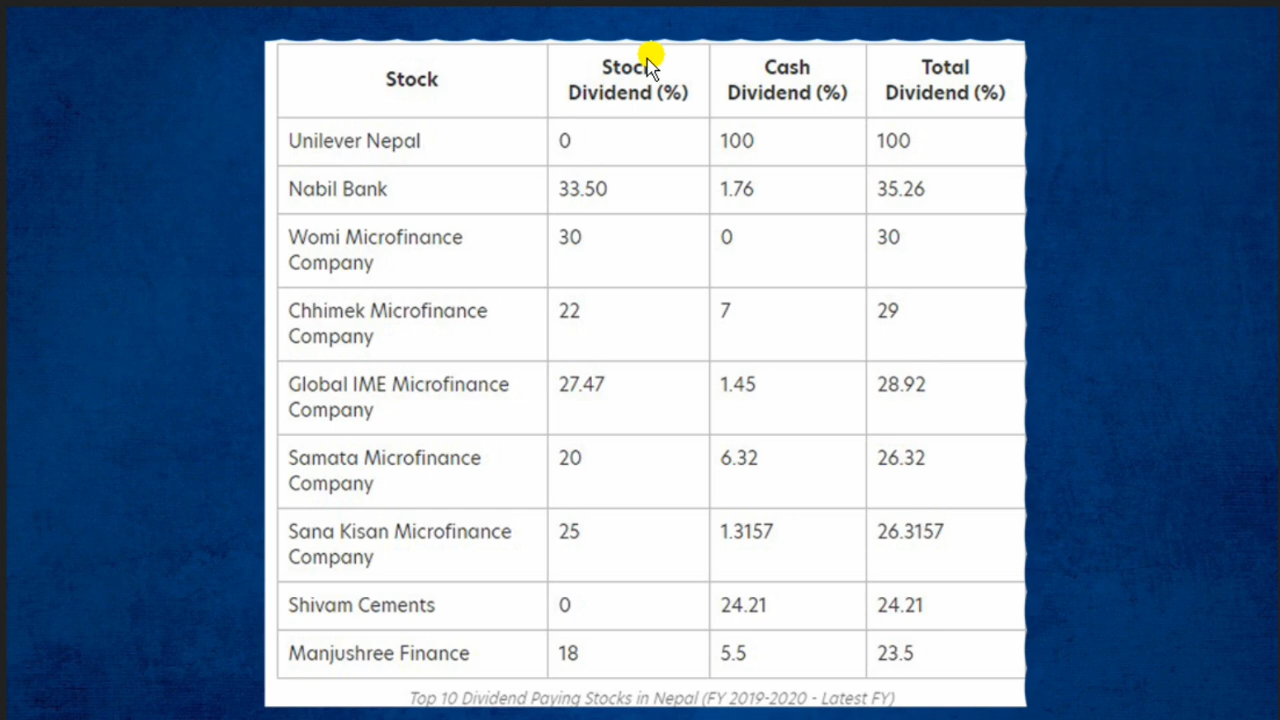 Stock Stock Dividend (%) Cash Dividend (%) Total Dividend (%)
Unilever Nepal 0 100 100
Nabil Bank 33.50 1.76 35.26
Womi Microfinance Company 30 0 30
Chhimek Microfinance Company 22 7 29
Global IME Microfinance Company 27.47 1.45 28.92
Samata Microfinance Company 20 6.32 26.32
Sana Kisan Microfinance Company 25 1.3157 26.3157
Shivam Cements 0 24.21 24.21
Manjushree Finance 18 5.5 23.5
Top 10 Dividend Paying Stocks in Nepal (FY 2019-2020 - Latest FY)